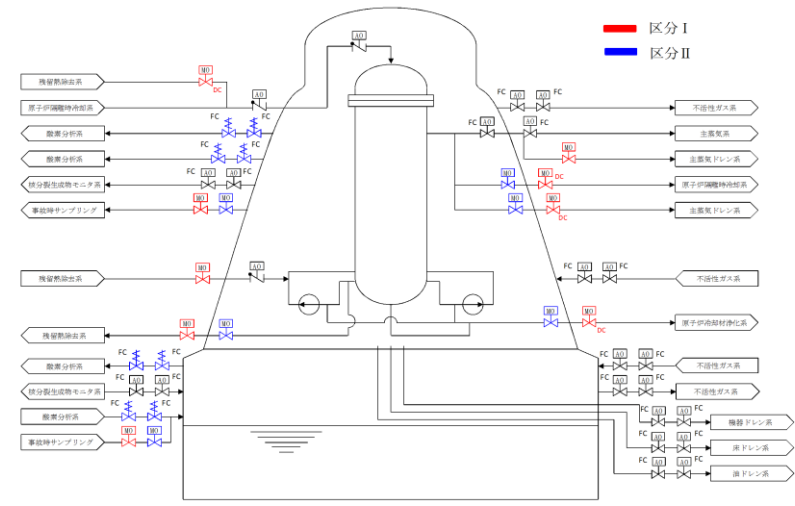 区分Ⅰ
区分Ⅱ
AO
MO
残留熱除去系
DC
AO
原子炉隔離時冷却系
FC
FC
酸素分析系
FC
FC
酸素分析系
FC
AO
AO
FC
核分裂生成物モニタ系
MO
MO
事故時サンプリング
FC
AO
AO
FC
不活性ガス系
FC
AO
AO
FC
主蒸気系
MO
主蒸気ドレン系
MO
MO
DC
原子炉隔離時冷却系
MO
MO
DC
主蒸気ドレン系
MO
AO
残留熱除去系
FC
AO
AO
FC
不活性ガス系
MO
MO
残留熱除去系
MO
MO
DC
原子炉冷却材浄化系
FC
FC
酸素分析系
FC
AO
AO
FC
核分裂生成物モニタ系
FC
FC
酸素分析系
MO
MO
事故時サンプリング
FC
AO
AO
FC
不活性ガス系
FC
AO
AO
FC
不活性ガス系
FC
AO
AO
FC
機器ドレン系
FC
AO
AO
FC
床ドレン系
FC
AO
AO
FC
油ドレン系